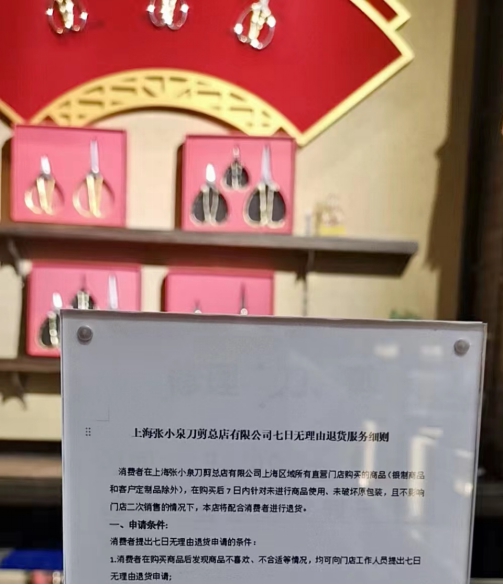 上海张小泉刀剪总店有限公司七日无理由退货服务细则
消费者在上海张小泉刀剪总店有限公司上海区域所有直营门店购买的商品（银制商品
和客户定制品除外），在购买后7日内针对未进行商品使用、未破坏原包装，且不影响
门店二次销售的情况下，本店将配合消费者进行退货。
一、申请条件：
消费者提出七日无理由退货申请的条件：
1.消费者在购买商品后发现商品不喜欢、不合适等情况，均可向门店工作人员提出七日
无理由退货申请；